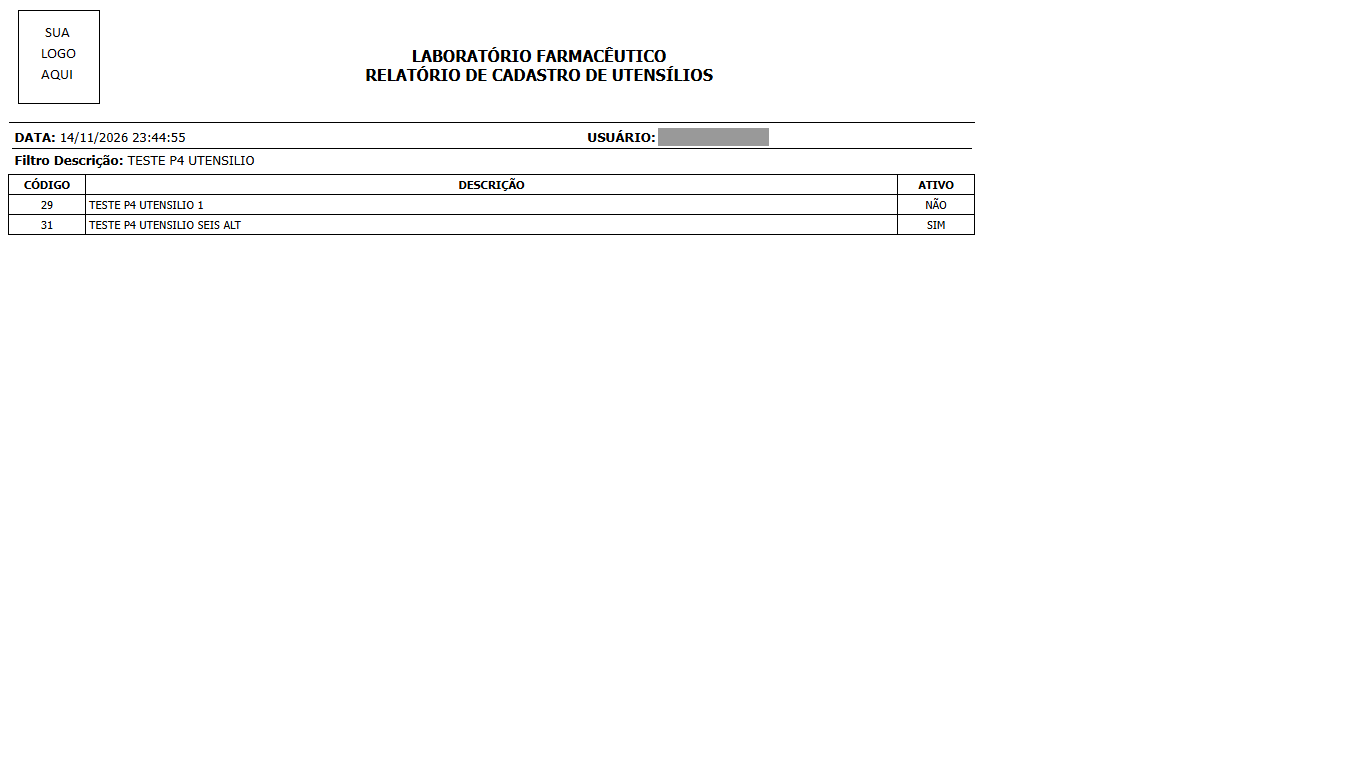 SUA
LOGO
AQUI
LABORATÓRIO FARMACÊUTICO
RELATÓRIO DE CADASTRO DE UTENSÍLIOS
DATA: 14/11/2026 23:44:55 USUÁRIO:
Filtro Descrição: TESTE P4 UTENSILIO
CÓDIGO DESCRIÇÃO ATIVO
29 TESTE P4 UTENSILIO 1 NÃO
31 TESTE P4 UTENSILIO SEIS ALT SIM